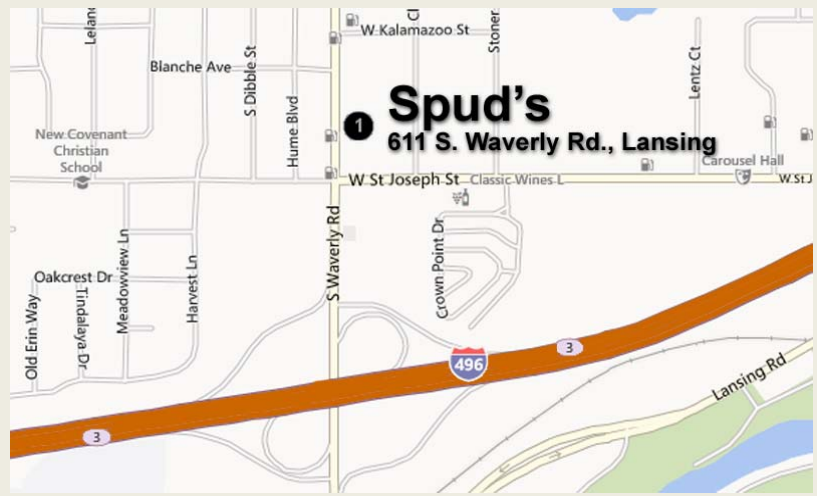 Leland
W Kalamazoo St
Cl
Stoner
Blanche Ave
S Dibble St
Hume Blvd
Lentz Ct
1
Spud's
611 S. Waverly Rd., Lansing
New Covenant
Christian
School
Carousel Hall
W St Joseph St
Classic Wines L
W St J
S Waverly Rd
Meadowview Ln
Harvest Ln
Crown Point Dr
Oakcrest Dr
Old Erin Way
Tindalaya Dr
496
3
Lansing Rd
3